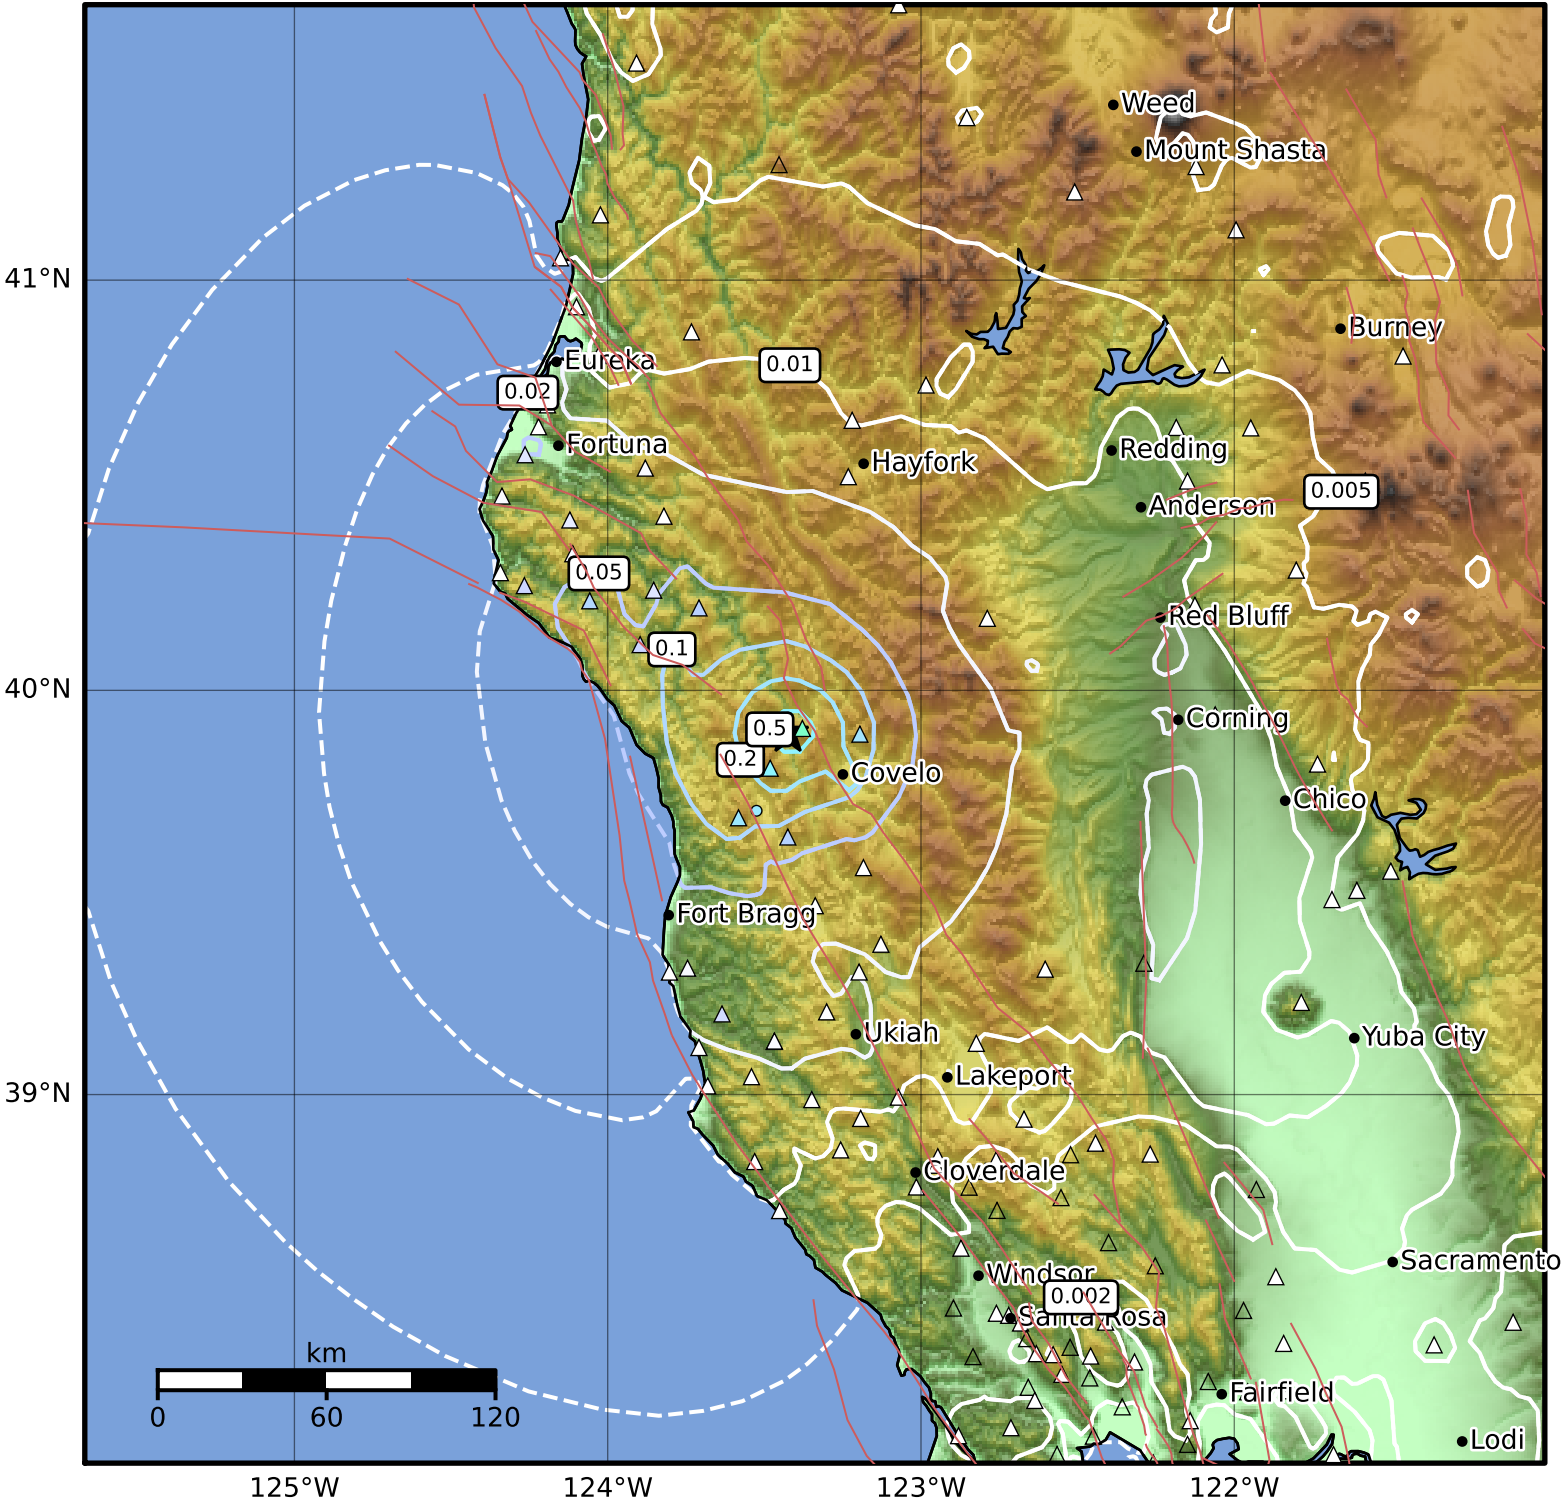 Weed
Mount Shasta
41°N
Burney
Eureka
0.01
0.02
Fortuna
Redding
Hayfork
0.005
Anderson
0.05
Red Bluff
0.1
40°N
Corning
0.5
0.2
Covelo
Chico
Fort Bragg
Ukiah
Yuba City
Lakeport
39°N
Cloverdale
Sacramento
Windsor
0.002
Santa Rosa
km
Fairfield
0 60 120
Lodi
125°W 124°W 123°W 122°W